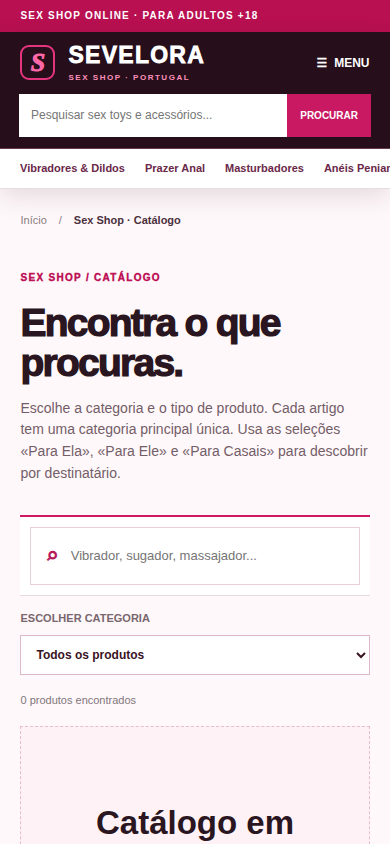 SEX SHOP ONLINE · PARA ADULTOS +18
S SEVELORA
SEX SHOP · PORTUGAL
☰ MENU
Pesquisar sex toys e acessórios... PROCURAR
Vibradores & Dildos Prazer Anal Masturbadores Anéis Penian
Início / Sex Shop · Catálogo
SEX SHOP / CATÁLOGO
Encontra o que
procuras.
Escolhe a categoria e o tipo de produto. Cada artigo
tem uma categoria principal única. Usa as seleções
«Para Ela», «Para Ele» e «Para Casais» para descobrir
por destinatário.
Vibrador, sugador, massajador...
ESCOLHER CATEGORIA
Todos os produtos
0 produtos encontrados
Catálogo em